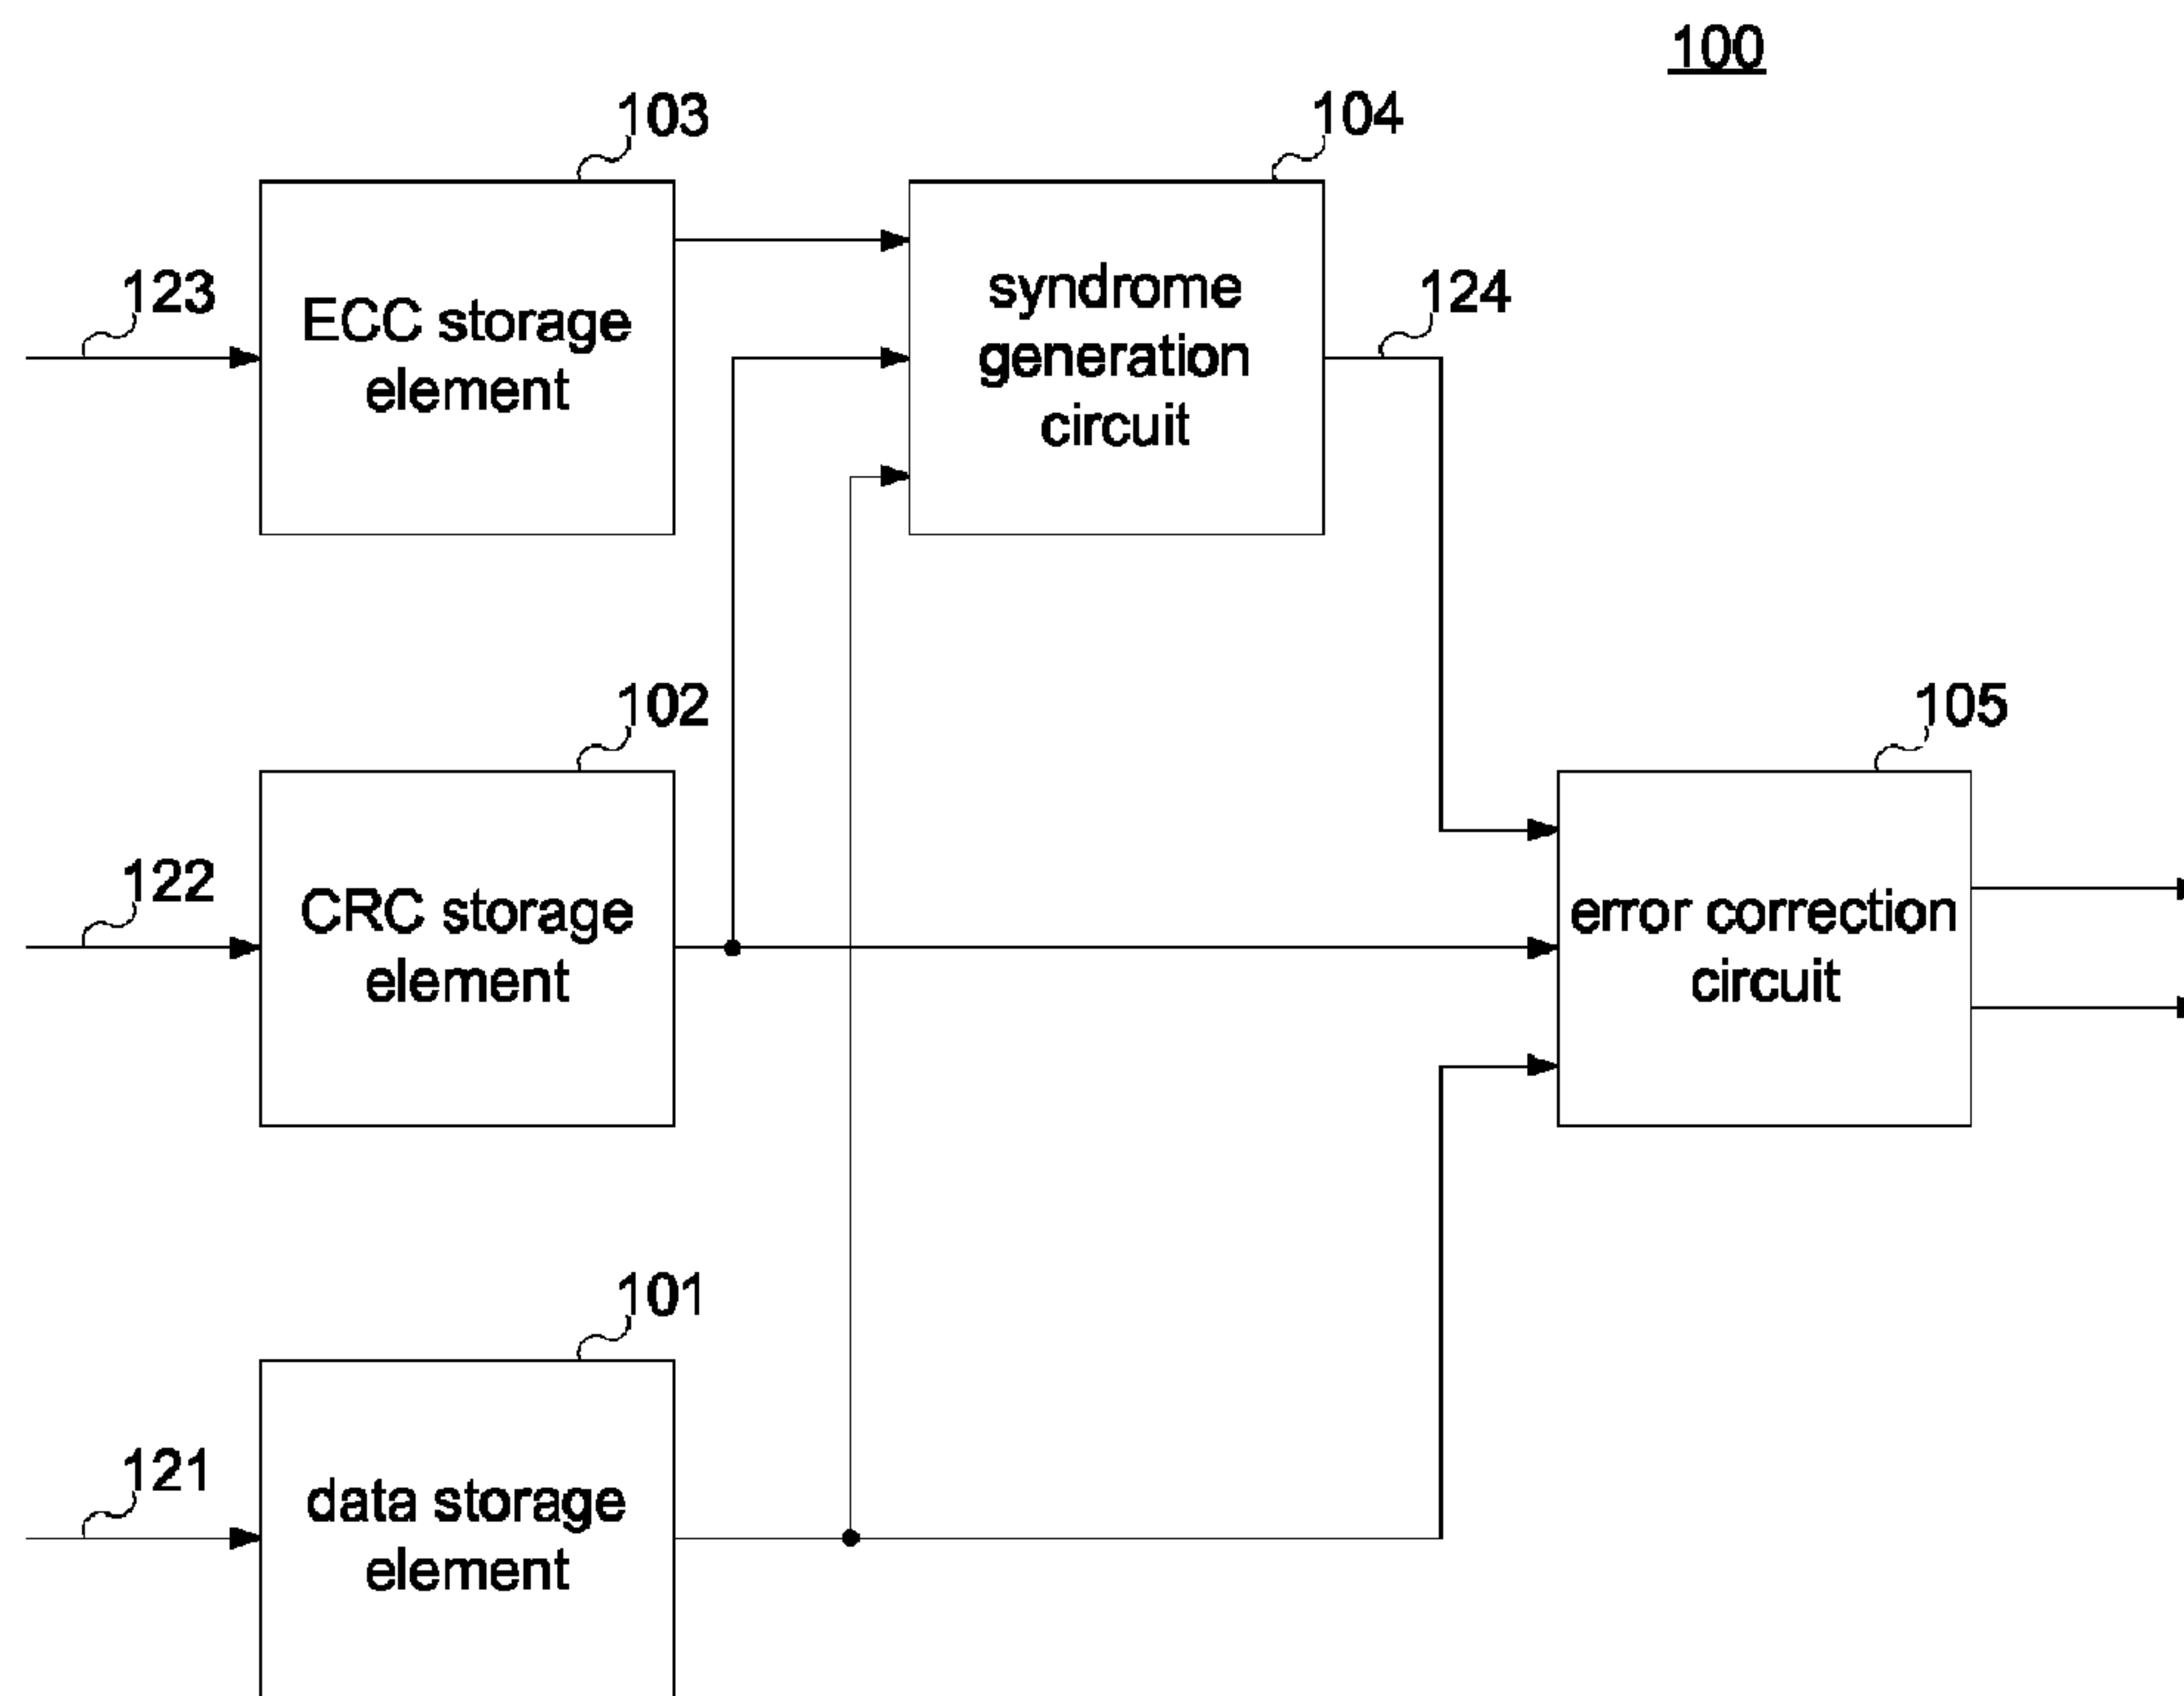 100
103
104
123
ECC storage
element
syndrome
generation
circuit
124
102
105
122
CRC storage
element
error correction
circuit
101
121
data storage
element